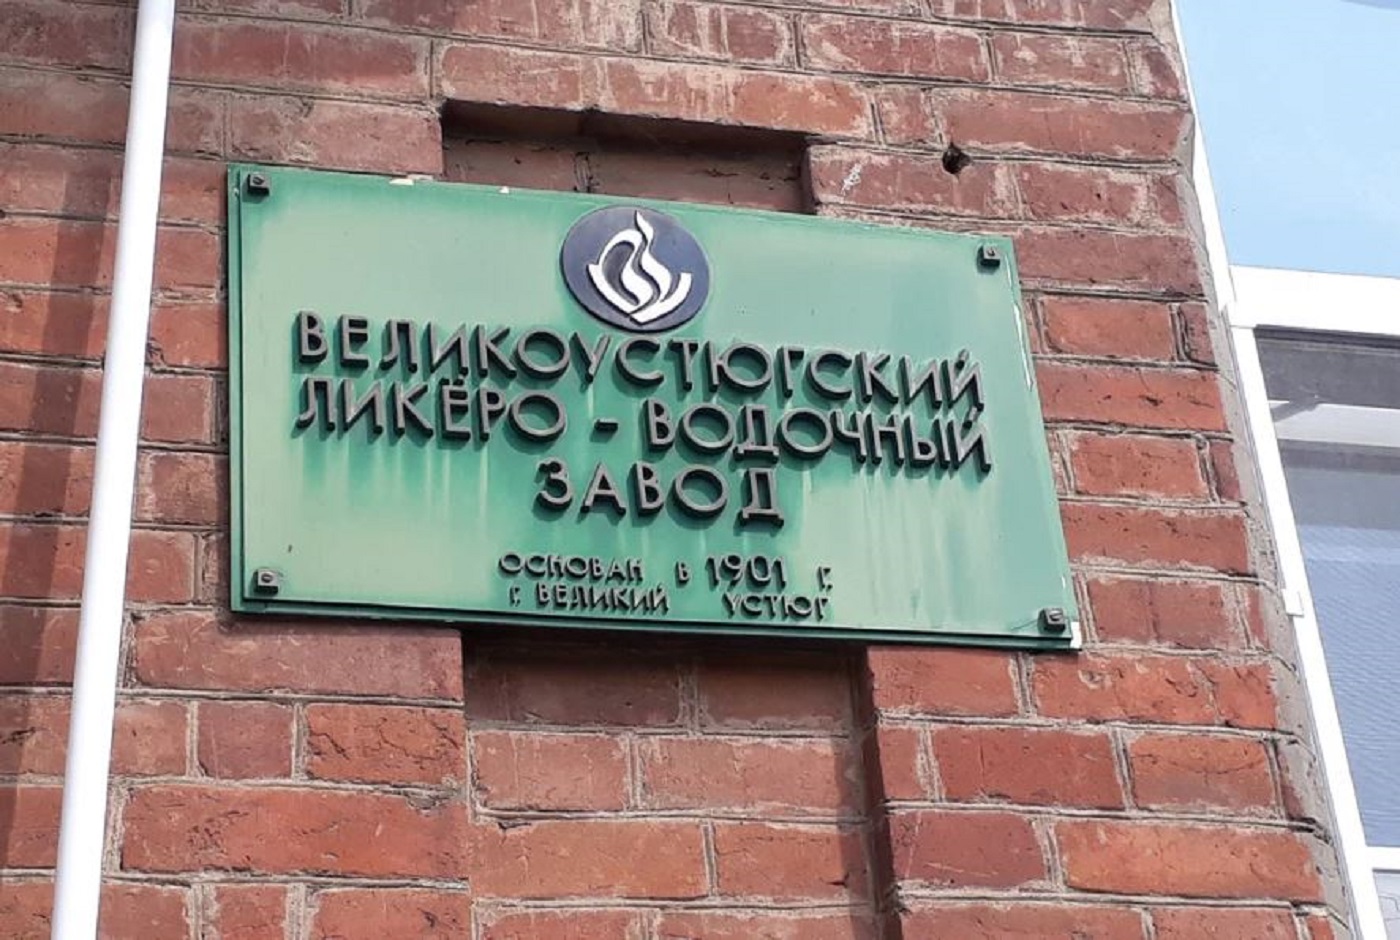 ВЕЛИКОУСТЮГСКИЙ
ЛИКЁРО - ВОДОЧНЫЙ
ЗАВОД
ОСНОВАН В 1901 Г.
Г. ВЕЛИКИЙ УСТЮГ